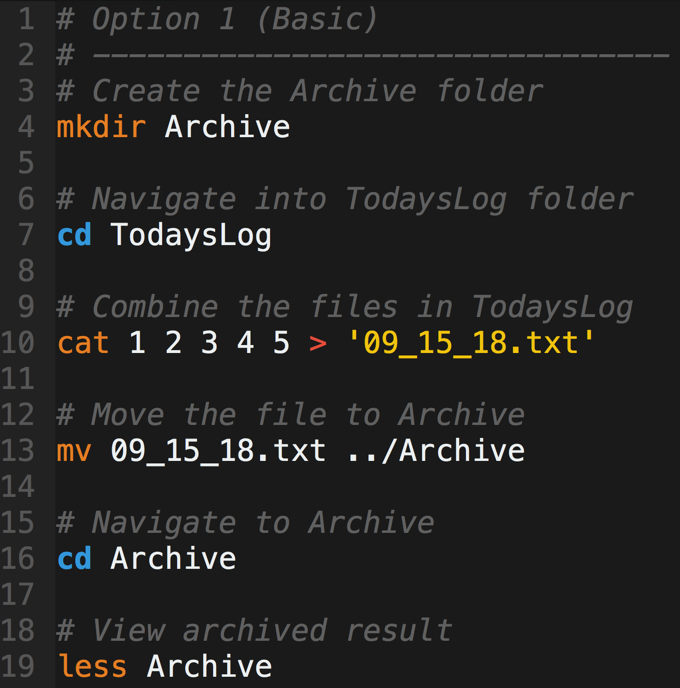 1 # Option 1 (Basic)
2 # --------------------------------
3 # Create the Archive folder
4 mkdir Archive
5
6 # Navigate into TodaysLog folder
7 cd TodaysLog
8
9 # Combine the files in TodaysLog
10 cat 1 2 3 4 5 > '09_15_18.txt'
11
12 # Move the file to Archive
13 mv 09_15_18.txt ../Archive
14
15 # Navigate to Archive
16 cd Archive
17
18 # View archived result
19 less Archive